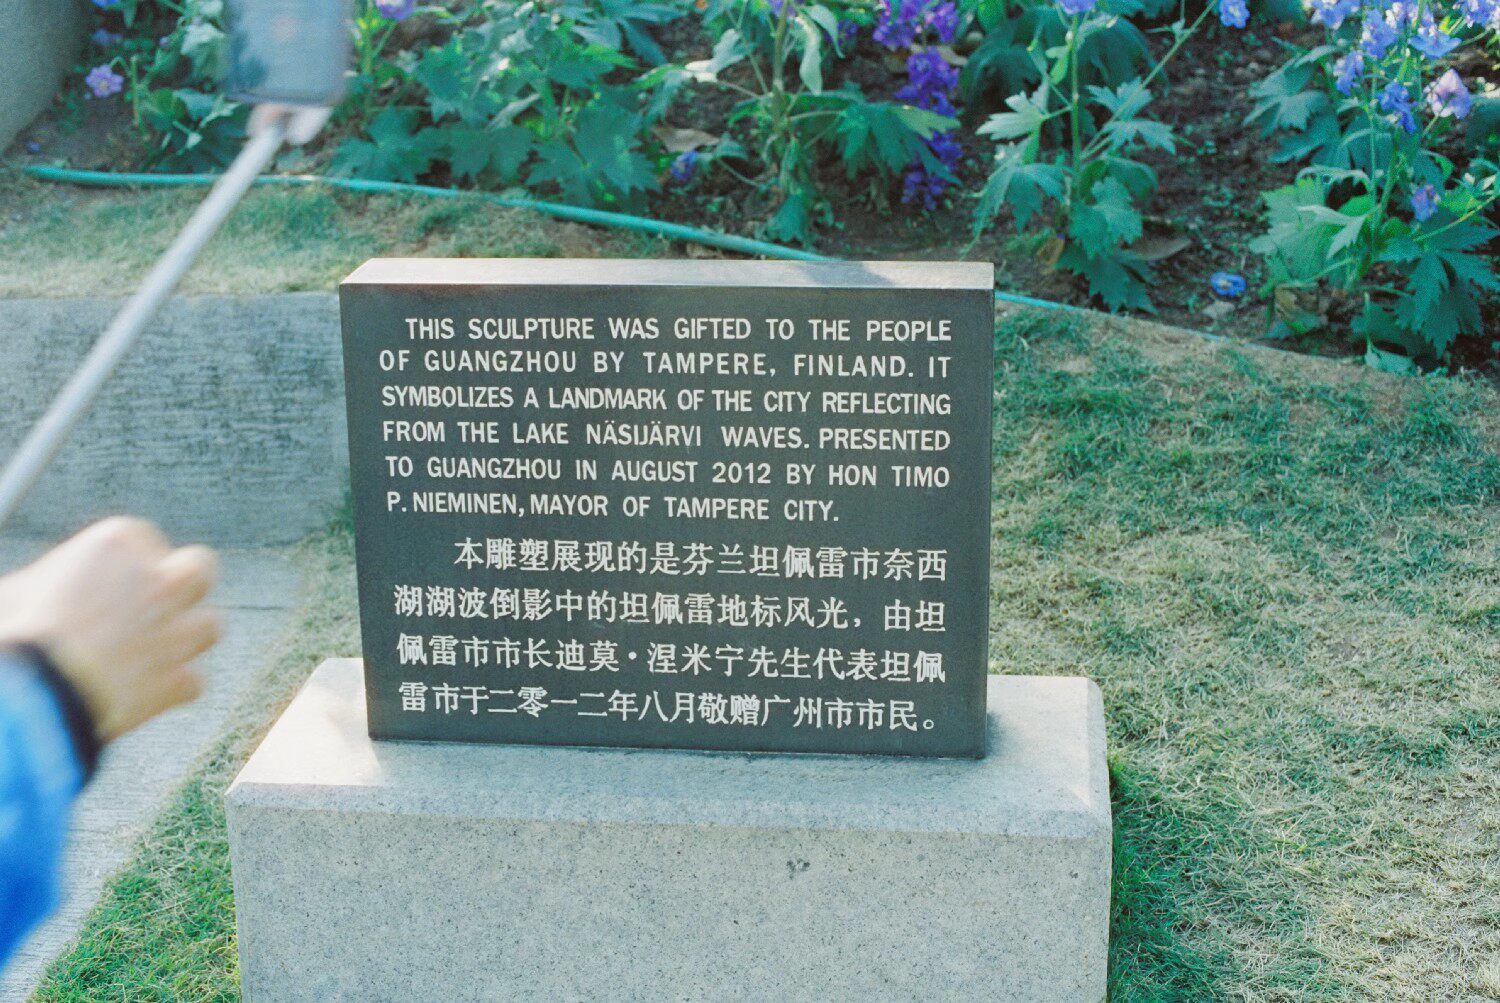 THIS SCULPTURE WAS GIFTED TO THE PEOPLE
OF GUANGZHOU BY TAMPERE, FINLAND. IT
SYMBOLIZES A LANDMARK OF THE CITY REFLECTING
FROM THE LAKE NÄSIJÄRVI WAVES. PRESENTED
TO GUANGZHOU IN AUGUST 2012 BY HON TIMO
P. NIEMINEN, MAYOR OF TAMPERE CITY.
本雕塑展现的是芬兰坦佩雷市奈西
湖湖波倒影中的坦佩雷地标风光，由坦
佩雷市市长迪莫·涅米宁先生代表坦佩
雷市于二零一二年八月敬赠广州市市民。